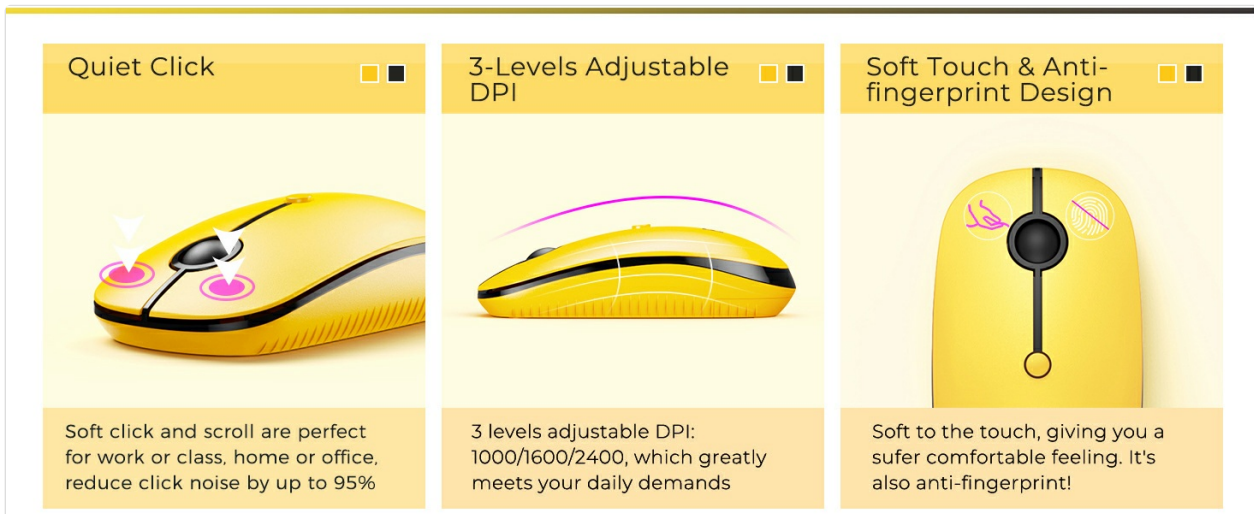 Quiet Click
Soft click and scroll are perfect
for work or class, home or office,
reduce click noise by up to 95%
3-Levels Adjustable
DPI
3 levels adjustable DPI:
1000/1600/2400, which greatly
meets your daily demands
Soft Touch & Anti-
fingerprint Design
Soft to the touch, giving you a
sufer comfortable feeling. It's
also anti-fingerprint!